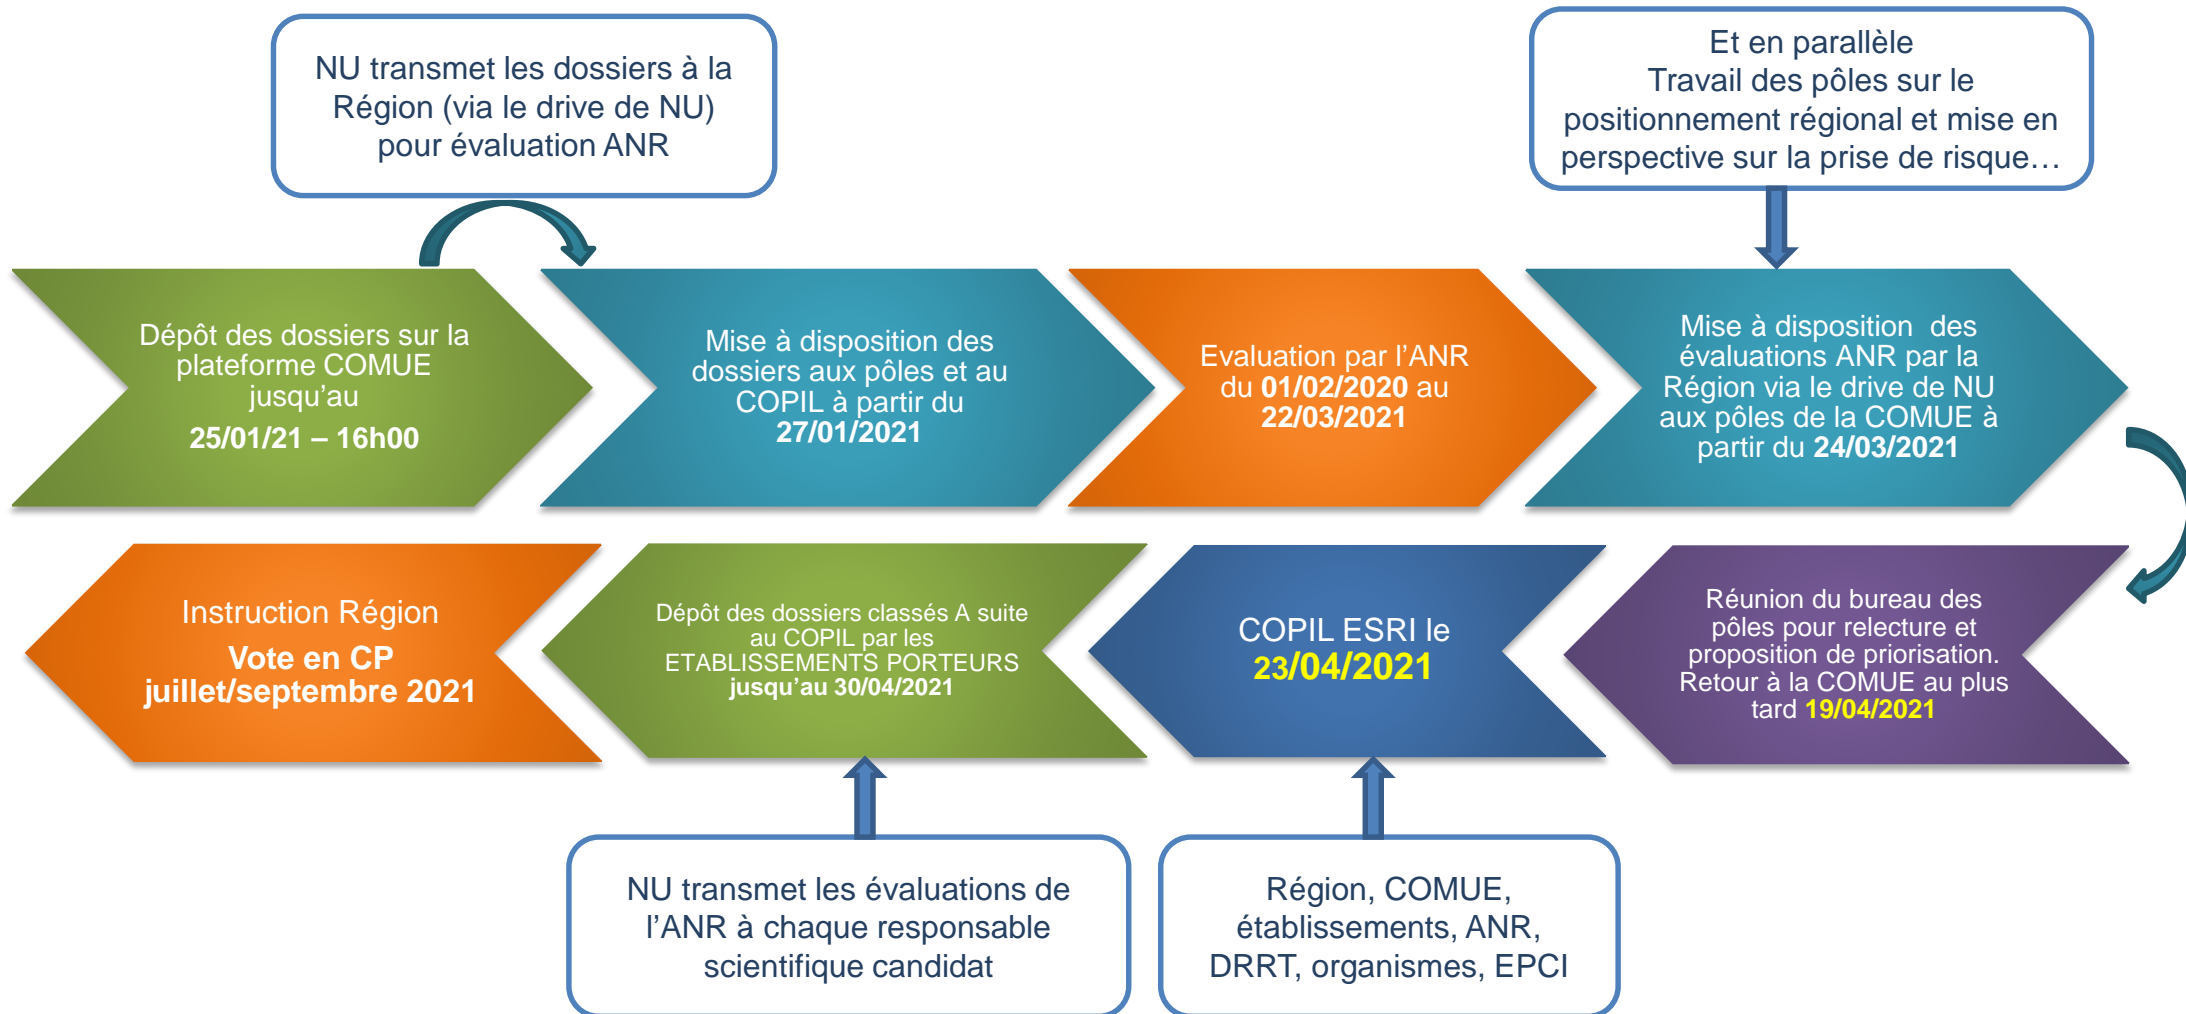 NU transmet les dossiers à la
Région (via le drive de NU)
pour évaluation ANR
Et en parallèle
Travail des pôles sur le
positionnement régional et mise en
perspective sur la prise de risque…
Dépôt des dossiers sur la
plateforme COMUE
jusqu’au
25/01/21 – 16h00
Mise à disposition des
dossiers aux pôles et au
COPIL à partir du
27/01/2021
Evaluation par l’ANR
du 01/02/2020 au
22/03/2021
Mise à disposition des
évaluations ANR par la
Région via le drive de NU
aux pôles de la COMUE à
partir du 24/03/2021
Réunion du bureau des
pôles pour relecture et
proposition de priorisation.
Retour à la COMUE au plus
tard 19/04/2021
COPIL ESRI le
23/04/2021
Dépôt des dossiers classés A suite
au COPIL par les
ETABLISSEMENTS PORTEURS
jusqu’au 30/04/2021
Instruction Région
Vote en CP
juillet/septembre 2021
NU transmet les évaluations de
l’ANR à chaque responsable
scientifique candidat
Région, COMUE,
établissements, ANR,
DRRT, organismes, EPCI